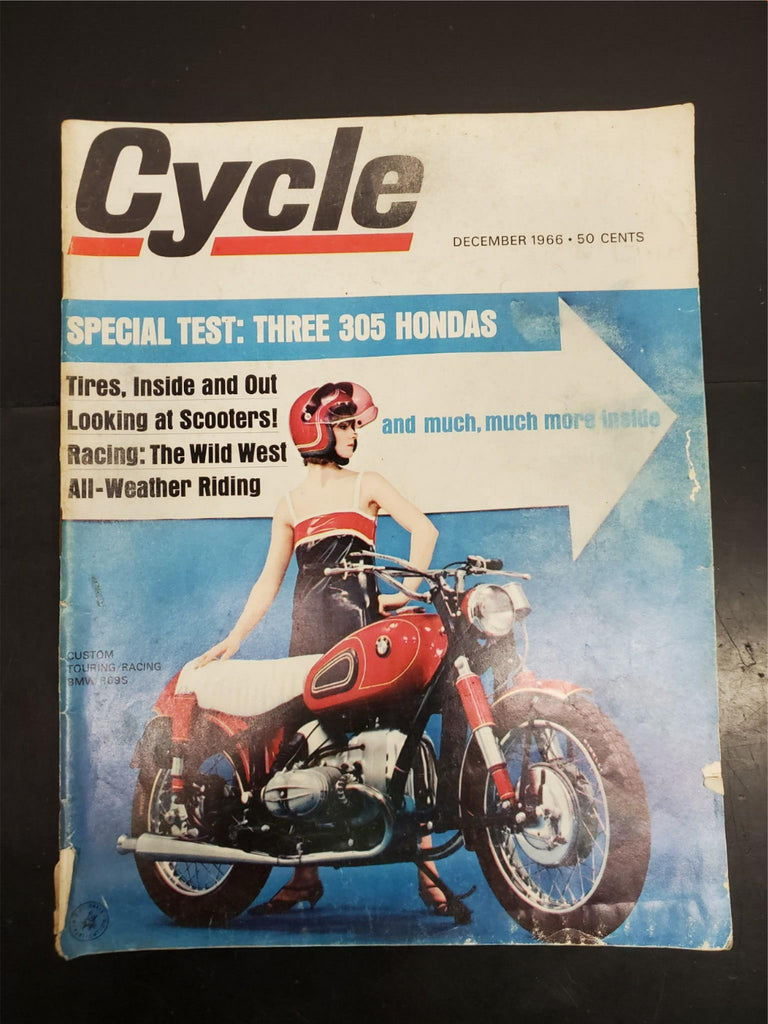 Cycle
DECEMBER 1966 • 50 CENTS
SPECIAL TEST: THREE 305 HONDAS
Tires, Inside and Out
Looking at Scooters!
Racing: The Wild West
All-Weather Riding
and much, much more inside
CUSTOM
TOURING/RACING
BMW R69S